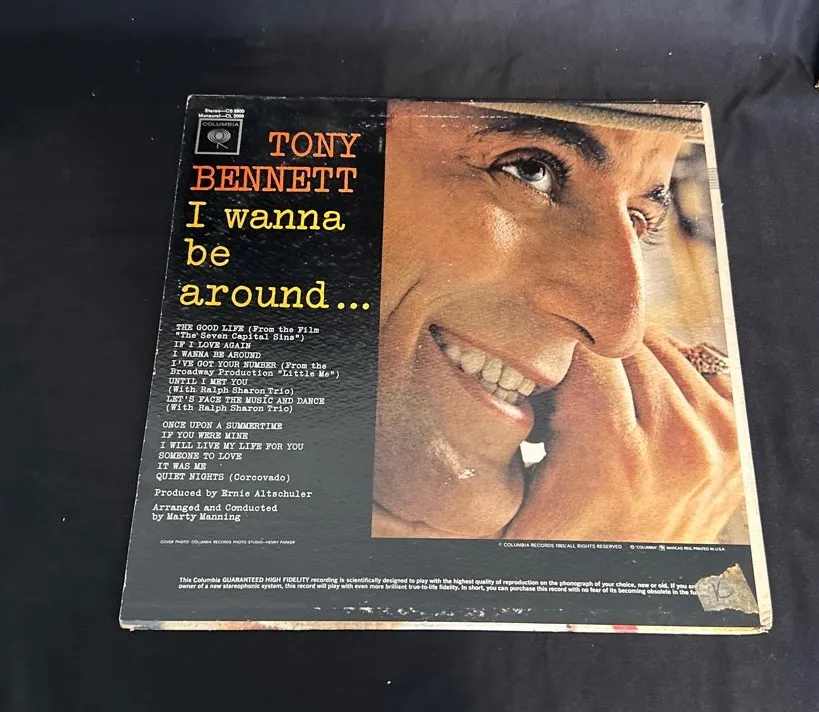 Stereo—CS 8800
Monaural—CL 2000
COLUMBIA
TONY
BENNETT
I wanna
be
around...
THE GOOD LIFE (From the Film
"The Seven Capital Sins")
IF I LOVE AGAIN
I WANNA BE AROUND
I'VE GOT YOUR NUMBER (From the
Broadway Production "Little Me")
UNTIL I MET YOU
(With Ralph Sharon Trio)
LET'S FACE THE MUSIC AND DANCE
(With Ralph Sharon Trio)
ONCE UPON A SUMMERTIME
IF YOU WERE MINE
I WILL LIVE MY LIFE FOR YOU
SOMEONE TO LOVE
IT WAS ME
QUIET NIGHTS (Corcovado)
Produced by Ernie Altschuler
Arranged and Conducted
by Marty Manning
COVER PHOTO: COLUMBIA RECORDS PHOTO STUDIO—HENRY PARKER
© COLUMBIA RECORDS 1963/ALL RIGHTS RESERVED ® "COLUMBIA" MARCAS REG. PRINTED IN U.S.A.
This Columbia GUARANTEED HIGH FIDELITY recording is scientifically designed to play with the highest quality of reproduction on the phonograph of your choice, new or old. If you are
owner of a new stereophonic system, this record will play with even more brilliant true-to-life fidelity. In short, you can purchase this record with no fear of its becoming obsolete in the